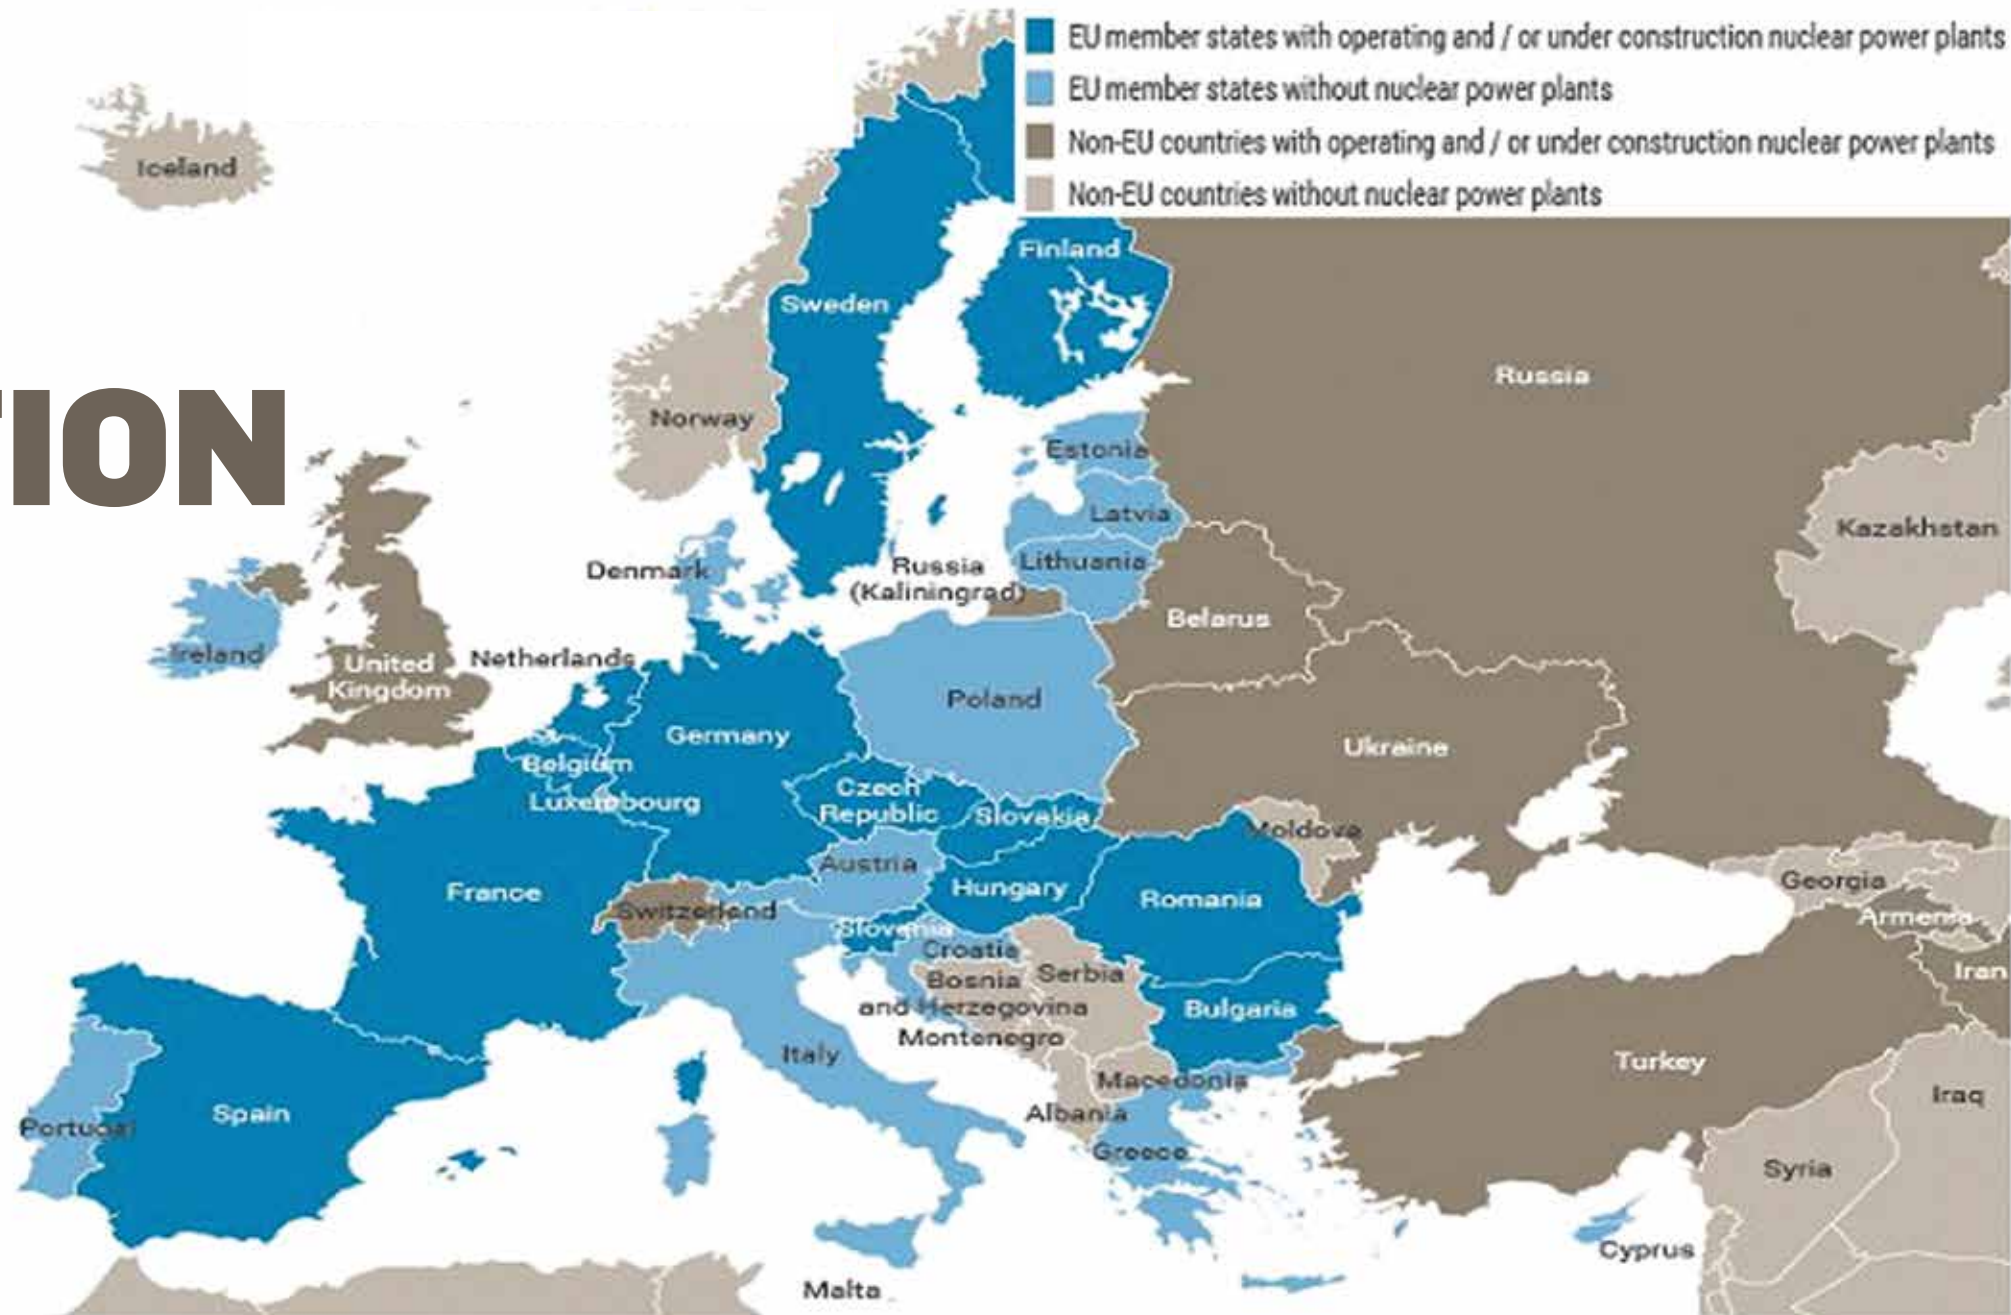 EU member states with operating and / or under construction nuclear power plants
EU member states without nuclear power plants
Non-EU countries with operating and / or under construction nuclear power plants
Non-EU countries without nuclear power plants
Iceland
Finland
Sweden
Russia
TION
Norway
Estonia
Latvia
Kazakhstan
Denmark
Russia
(Kaliningrad)
Lithuania
Belarus
Ireland
United
Kingdom
Netherlands
Poland
Germany
Ukraine
Belgium
Luxembourg
Czech
Republic
Slovakia
Moldova
Austria
France
Hungary
Romania
Georgia
Switzerland
Armenia
Slovenia
Croatia
Bosnia
and Herzegovina
Serbia
Iran
Bulgaria
Montenegro
Italy
Turkey
Macedonia
Iraq
Spain
Portugal
Albania
Greece
Syria
Cyprus
Malta